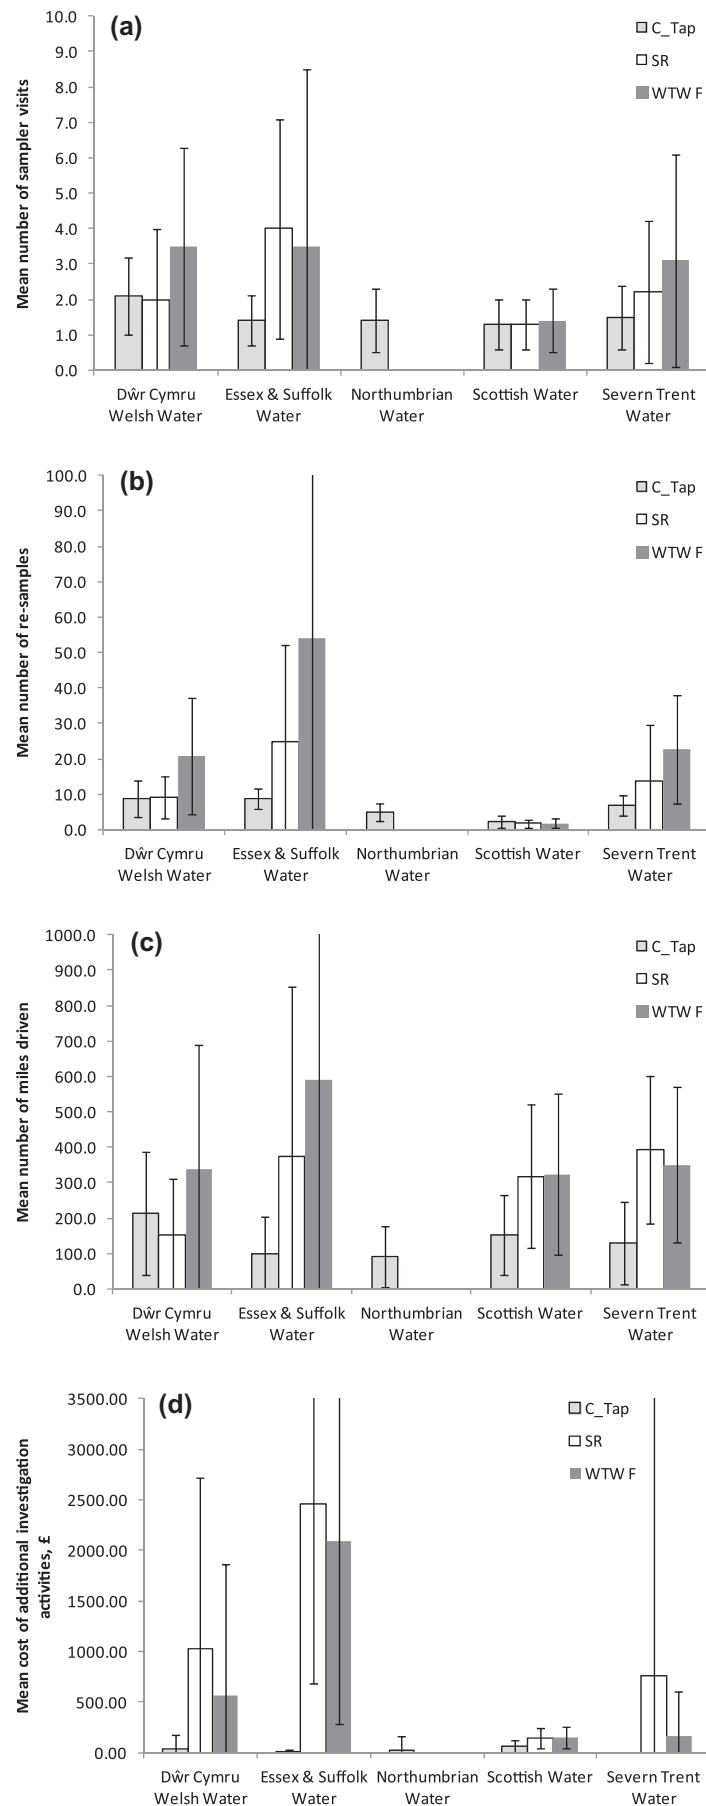 (a)
Mean number of sampler visits
10.0
9.0
8.0
7.0
6.0
5.0
4.0
3.0
2.0
1.0
0.0
C_Tap
SR
WTW F
Dŵr Cymru Essex & Suffolk Northumbrian Scottish Water Severn Trent
Welsh Water Water Water Water
(b)
Mean number of re-samples
100.0
90.0
80.0
70.0
60.0
50.0
40.0
30.0
20.0
10.0
0.0
C_Tap
SR
WTW F
Dŵr Cymru Essex & Suffolk Northumbrian Scottish Water Severn Trent
Welsh Water Water Water Water
(c)
Mean number of miles driven
1000.0
900.0
800.0
700.0
600.0
500.0
400.0
300.0
200.0
100.0
0.0
C_Tap
SR
WTW F
Dŵr Cymru Essex & Suffolk Northumbrian Scottish Water Severn Trent
Welsh Water Water Water Water
(d)
Mean cost of additional investigation
activities, £
3500.00
3000.00
2500.00
2000.00
1500.00
1000.00
500.00
0.00
C_Tap
SR
WTW F
Dŵr Cymru Essex & Suffolk Northumbrian Scottish Water Severn Trent
Welsh Water Water Water Water